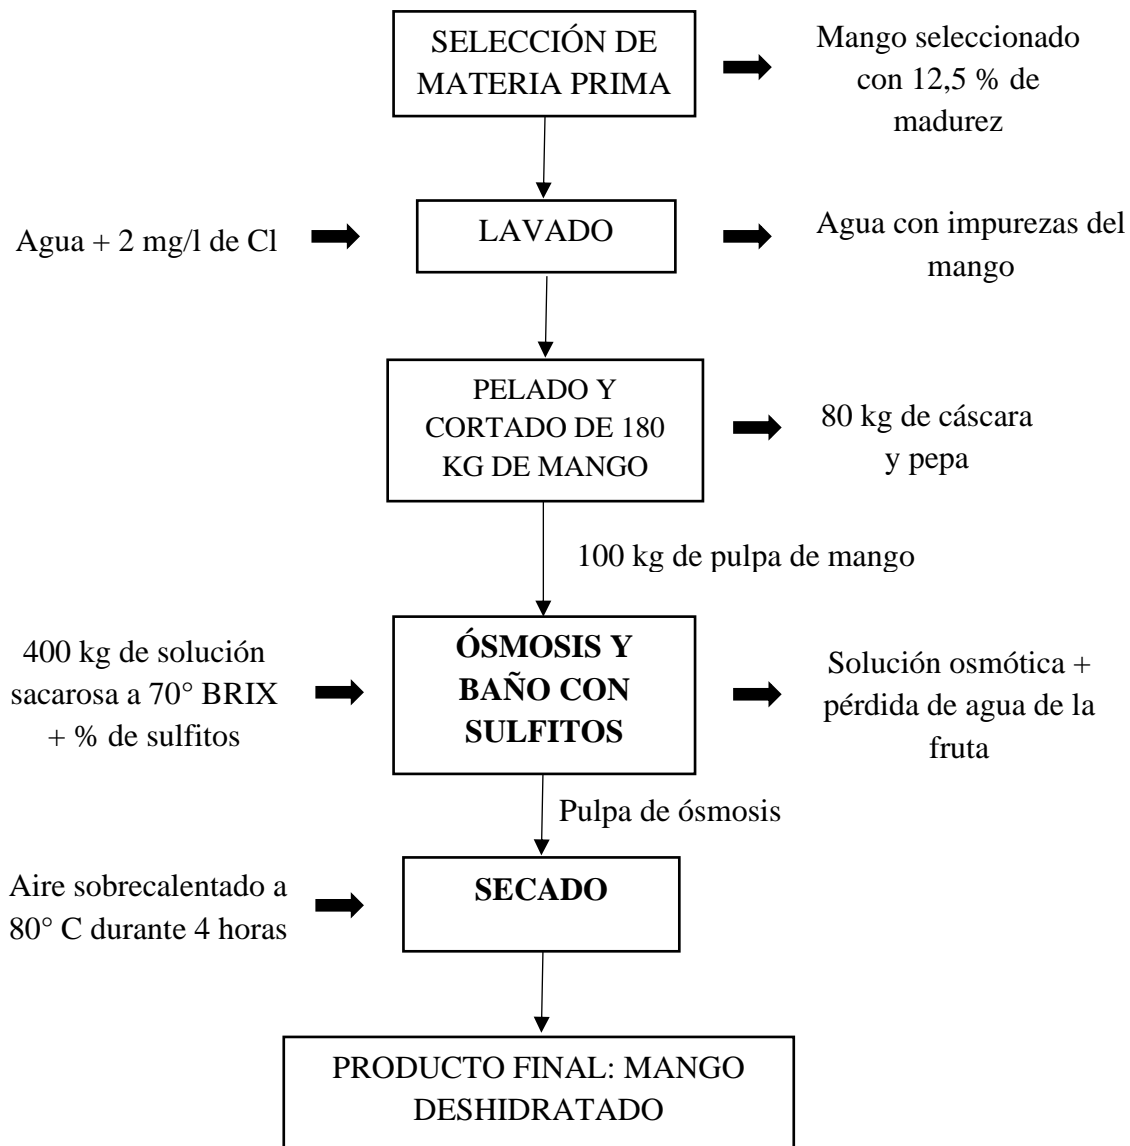 SELECCIÓN DE
MATERIA PRIMA
Mango seleccionado
con 12,5 % de
madurez
Agua + 2 mg/l de Cl
LAVADO
Agua con impurezas del
mango
PELADO Y
CORTADO DE 180
KG DE MANGO
80 kg de cáscara
y pepa
100 kg de pulpa de mango
400 kg de solución
sacarosa a 70° BRIX
+ % de sulfitos
ÓSMOSIS Y
BAÑO CON
SULFITOS
Solución osmótica +
pérdida de agua de la
fruta
Pulpa de ósmosis
Aire sobrecalentado a
80° C durante 4 horas
SECADO
PRODUCTO FINAL: MANGO
DESHIDRATADO